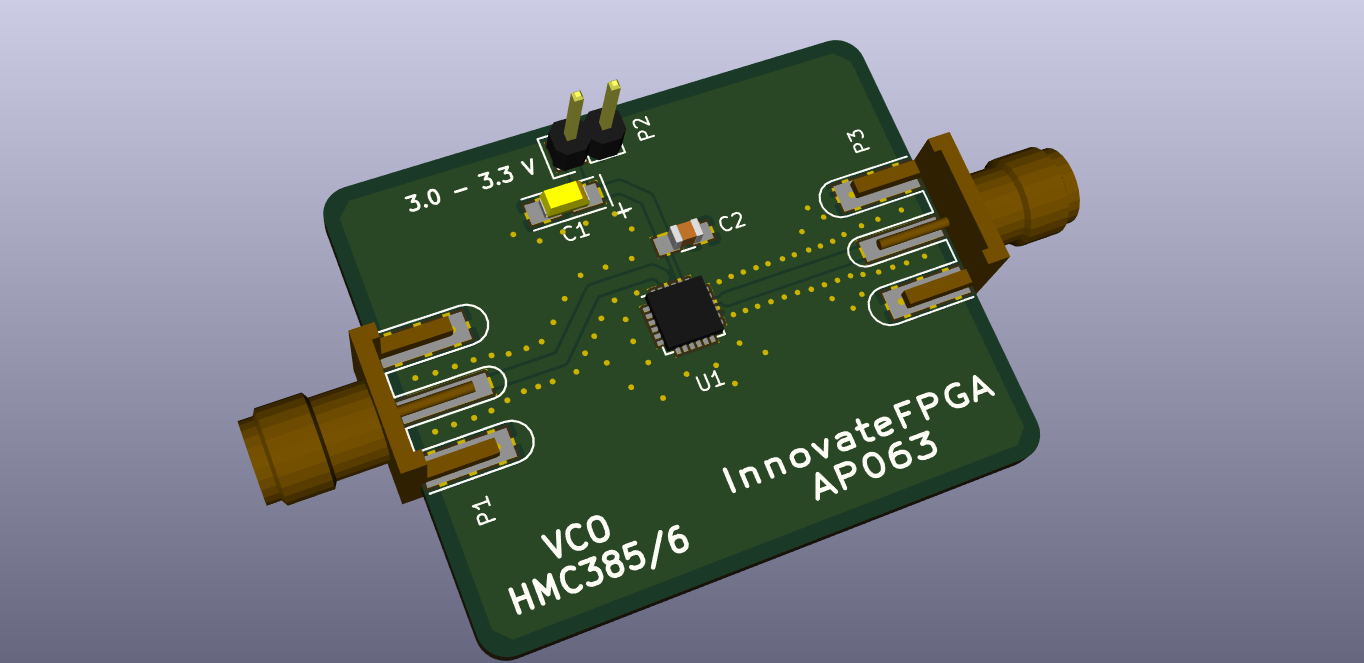 P2
P3
3.0 - 3.3 V
+
C1
C2
U1
P1
InnovateFPGA
AP063
VCO
HMC385/6